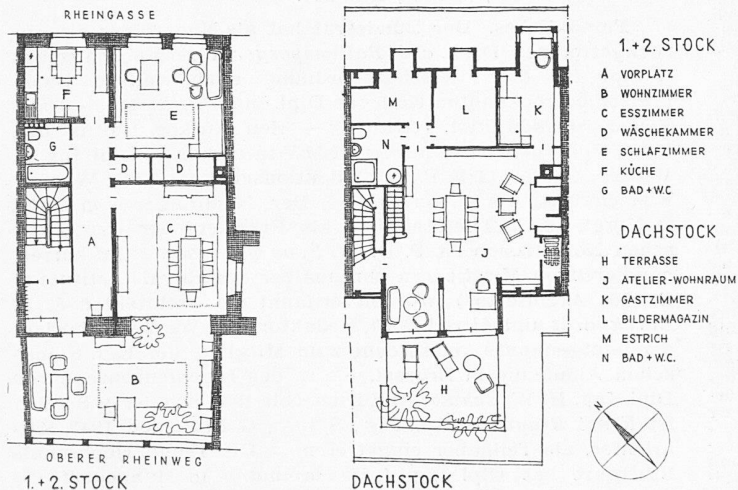 RHEINGASSE
F
E
G
D
D
A
C
B
OBERER RHEINWEG
1.+2. STOCK
M
L
K
N
J
H
DACHSTOCK
1.+2. STOCK
A VORPLATZ
B WOHNZIMMER
C ESSZIMMER
D WÄSCHEKAMMER
E SCHLAFZIMMER
F KÜCHE
G BAD+W.C
DACHSTOCK
H TERRASSE
J ATELIER-WOHNRAUM
K GASTZIMMER
L BILDERMAGAZIN
M ESTRICH
N BAD+W.C.
N